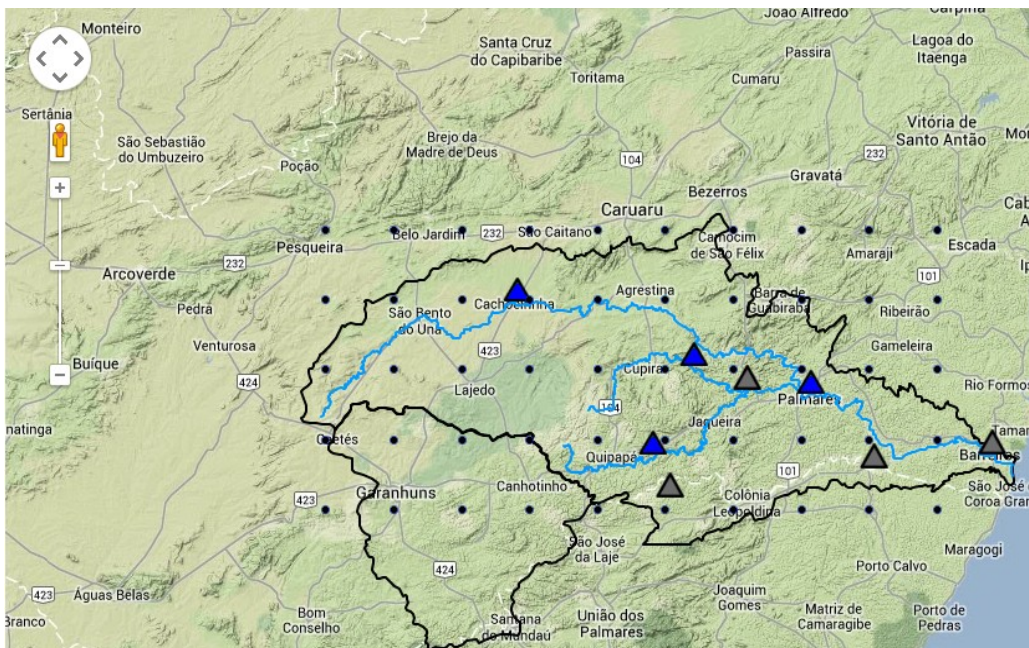 João Alfredo
Carpina
Monteiro
Lagoa do
Itaenga
Santa Cruz
do Capibaribe
Passira
Toritama
Cumaru
Sertânia
Vitória de
Santo Antão
São Sebastião
do Umbuzeiro
Brejo da
Madre de Deus
Poção
104
232
Gravatá
Bezerros
Caruaru
Belo Jardim
232
São Caitano
Pesqueira
Camocim
de São Félix
Amaraji
Escada
Arcoverde
232
101
Pedra
Cachoeirinha
Agrestina
Barra de
Guabiraba
São Bento
do Una
Ribeirão
Venturosa
423
Gameleira
Buíque
Cupira
424
Lajedo
Rio Formos
104
Palmares
natinga
Jaqueira
Tamar
Caetés
Quipapá
Barreiros
101
Garanhuns
Canhotinho
Colônia
Leopoldina
São José d
Coroa Gran
423
São José
da Laje
Maragogi
424
Porto Calvo
423
Águas Belas
Joaquim
Gomes
Branco
Bom
Conselho
Santana
do Mundaú
União dos
Palmares
Matriz de
Camaragibe
Porto de
Pedras